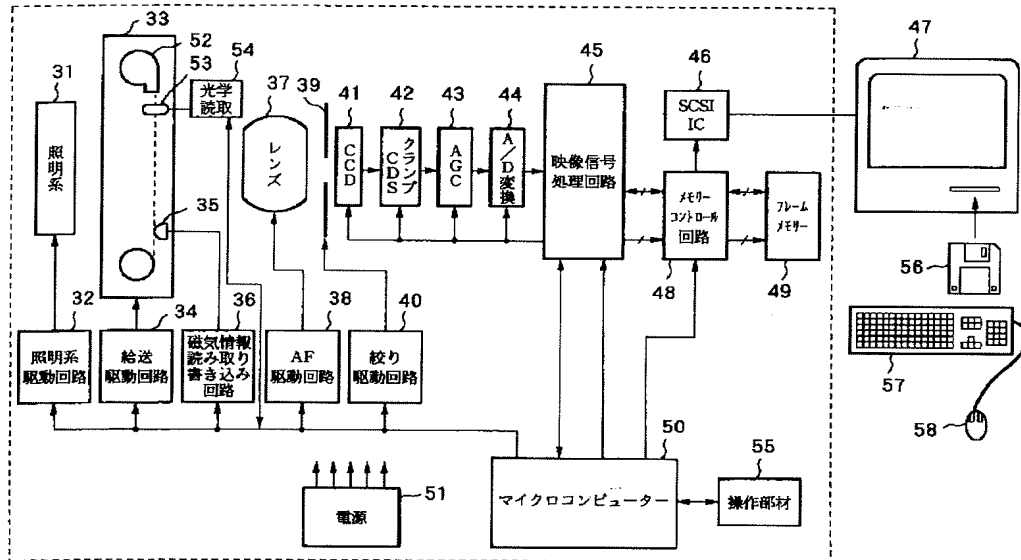 33
52
53
54
31
光学
読取
37
39
41
42
43
44
45
46
47
照明系
35
レンズ
CCD
クランプ
CDS
AGC
A/D変換
映像信号
処理回路
SCSI
IC
メモリー
コントロール
回路
フレーム
メモリー
48
49
56
57
58
32
34
36
38
40
照明系
駆動回路
給送
駆動回路
磁気情報
読み取り
書き込み
回路
AF
駆動回路
絞り
駆動回路
50
55
マイクロコンピューター
操作部材
51
電源